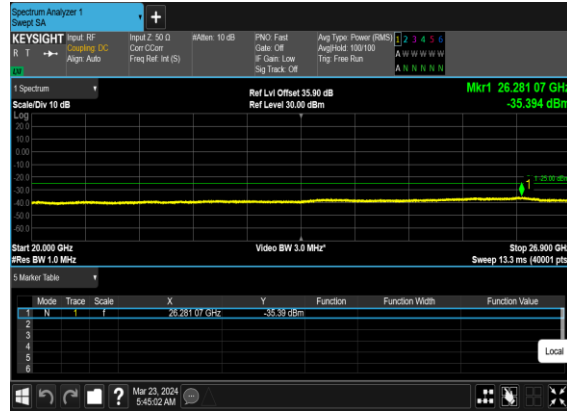 Spectrum Analyzer 1
Swept SA
+
KEYSIGHT Input: RF Input Z: 50 Ω #Atten: 10 dB PNO: Fast Avg Type: Power (RMS) 1 2 3 4 5 6
R T Coupling: DC Corr CCorr Gate: Off Avg|Hold: 100/100 A W W W W W
Align: Auto Freq Ref: Int (S) IF Gain: Low Trig: Free Run
Sig Track: Off A N N N N N
1 Spectrum
Ref Lvl Offset 35.90 dB Mkr1 26.281 07 GHz
Scale/Div 10 dB Ref Level 30.00 dBm -35.394 dBm
Log
20.0
10.0
0.00
-10.0
-20.0
-30.0
-40.0
-50.0
-60.0
1
Start 20.000 GHz Video BW 3.0 MHz* Stop 26.900 GHz
#Res BW 1.0 MHz Sweep 13.3 ms (40001 pts
5 Marker Table
Mode Trace Scale X Y Function Function Width Function Value
1 N 1 f 26.281 07 GHz -35.39 dBm
2
3
4
5
6
Local
? Mar 23, 2024
5:45:02 AM